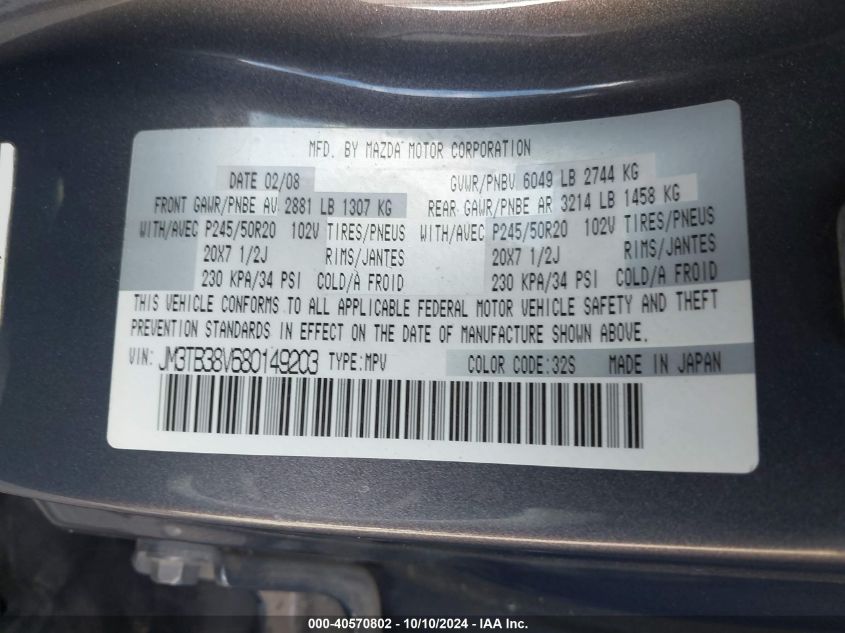 MFD. BY MAZDA MOTOR CORPORATION
DATE 02/08 GVWR/PNBV 6049 LB 2744 KG
FRONT GAWR/PNBE AV 2881 LB 1307 KG REAR GAWR/PNBE AR 3214 LB 1458 KG
WITH/AVEC P245/50R20 102V TIRES/PNEUS WITH/AVEC P245/50R20 102V TIRES/PNEUS
20X7 1/2J RIMS/JANTES 20X7 1/2J RIMS/JANTES
230 KPA/34 PSI COLD/A FROID 230 KPA/34 PSI COLD/A FROID
THIS VEHICLE CONFORMS TO ALL APPLICABLE FEDERAL MOTOR VEHICLE SAFETY AND THEFT
PREVENTION STANDARDS IN EFFECT ON THE DATE OF MANUFACTURE SHOWN ABOVE.
VIN: JM3TB38V680149203 TYPE:MPV COLOR CODE:32S MADE IN JAPAN
000-40570802 - 10/10/2024 - IAA Inc.